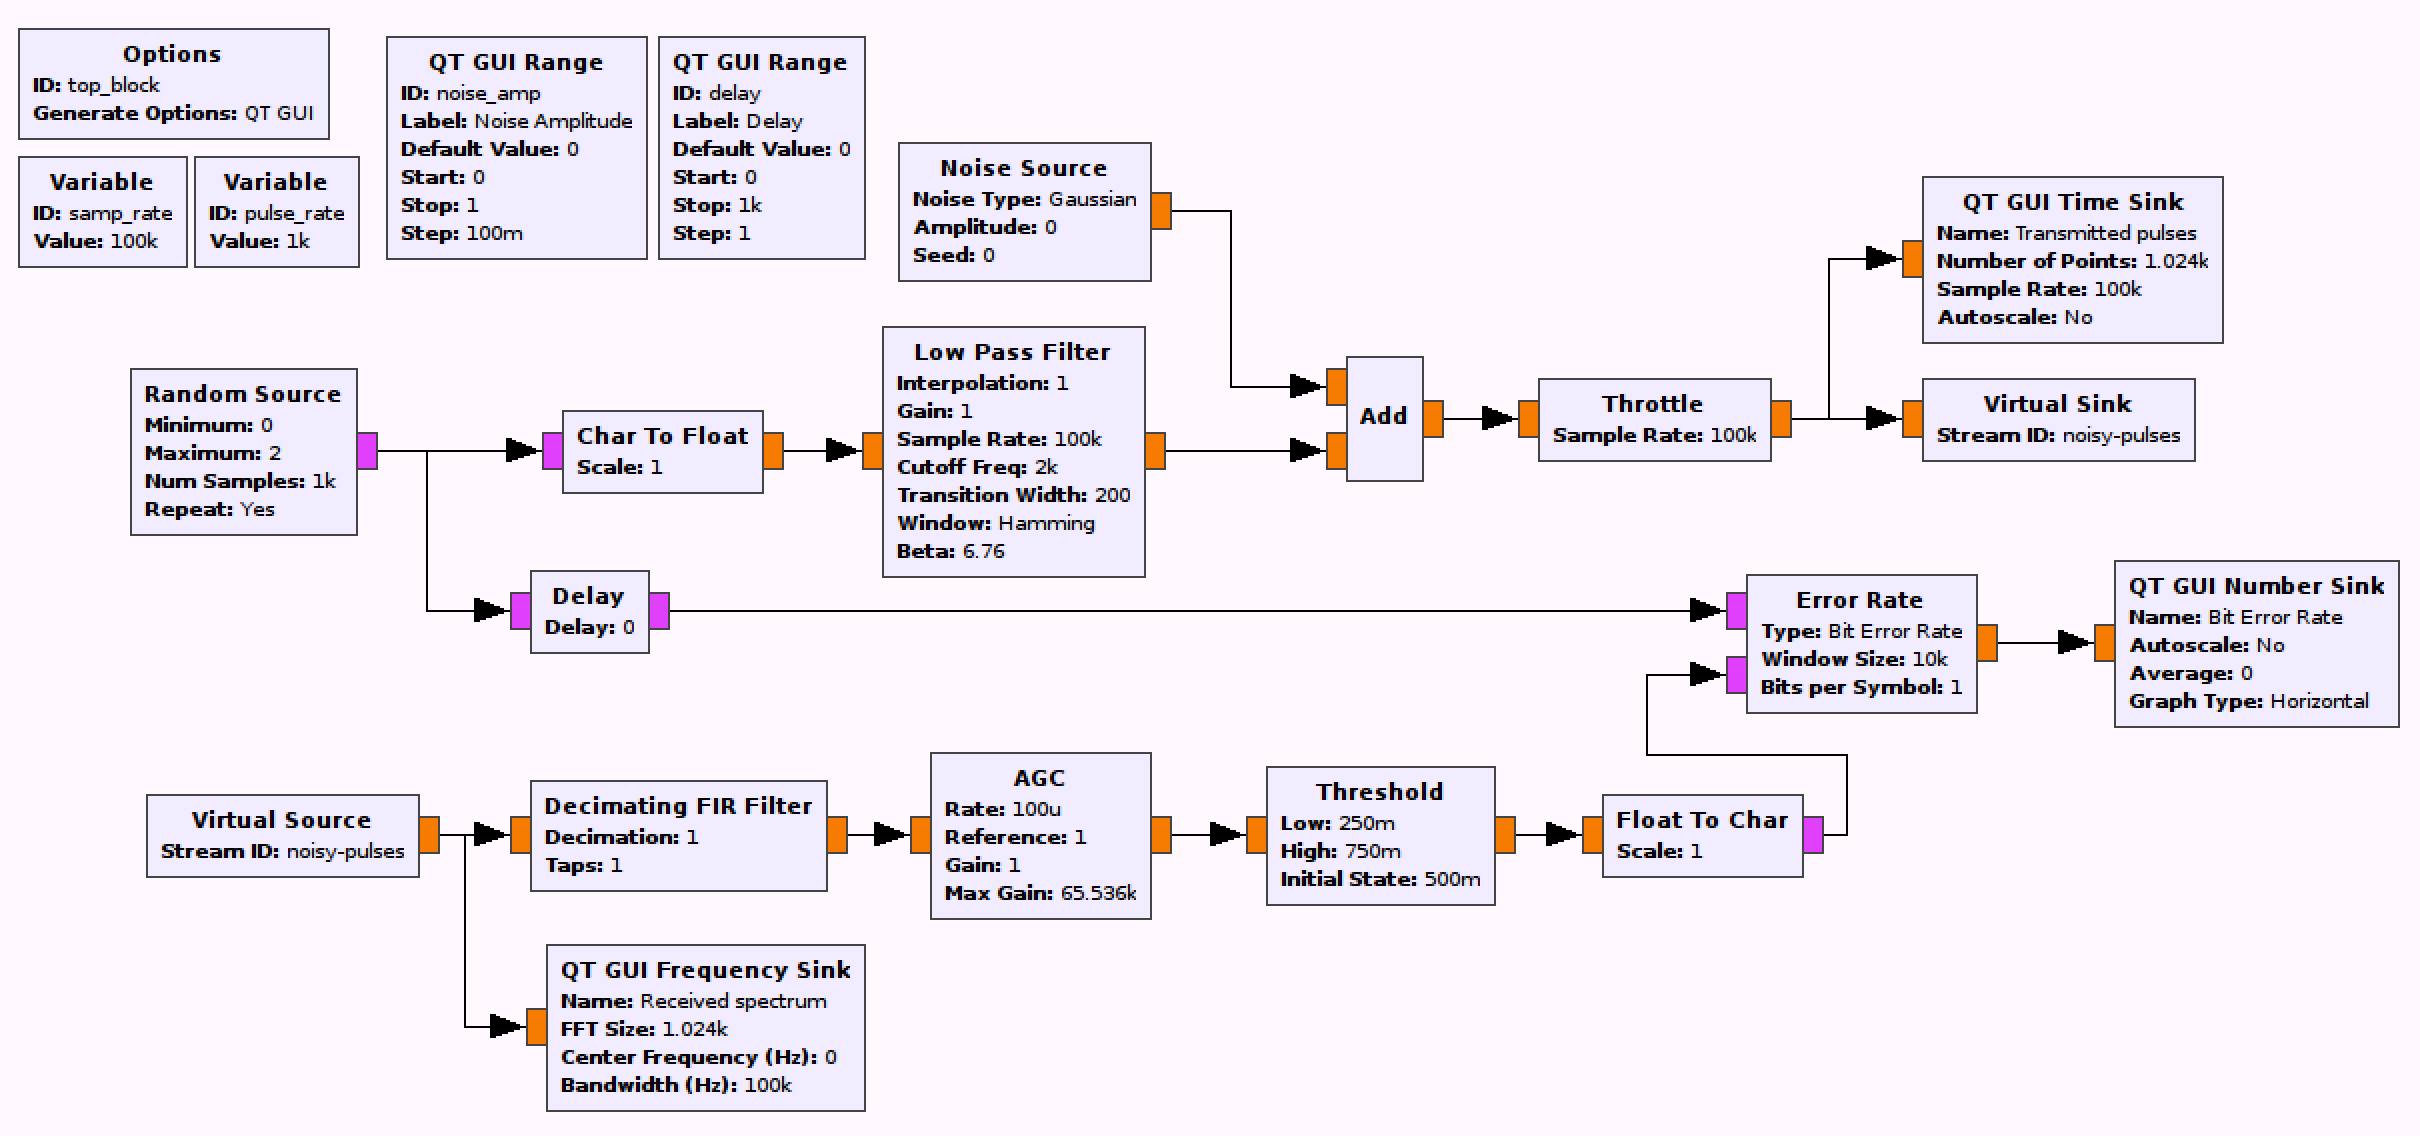 Options
ID: top_block
Generate Options: QT GUI
Variable
ID: samp_rate
Value: 100k
Variable
ID: pulse_rate
Value: 1k
QT GUI Range
ID: noise_amp
Label: Noise Amplitude
Default Value: 0
Start: 0
Stop: 1
Step: 100m
QT GUI Range
ID: delay
Label: Delay
Default Value: 0
Start: 0
Stop: 1k
Step: 1
Noise Source
Noise Type: Gaussian
Amplitude: 0
Seed: 0
QT GUI Time Sink
Name: Transmitted pulses
Number of Points: 1.024k
Sample Rate: 100k
Autoscale: No
Random Source
Minimum: 0
Maximum: 2
Num Samples: 1k
Repeat: Yes
Char To Float
Scale: 1
Low Pass Filter
Interpolation: 1
Gain: 1
Sample Rate: 100k
Cutoff Freq: 2k
Transition Width: 200
Window: Hamming
Beta: 6.76
Add
Throttle
Sample Rate: 100k
Virtual Sink
Stream ID: noisy-pulses
Delay
Delay: 0
Error Rate
Type: Bit Error Rate
Window Size: 10k
Bits per Symbol: 1
QT GUI Number Sink
Name: Bit Error Rate
Autoscale: No
Average: 0
Graph Type: Horizontal
Virtual Source
Stream ID: noisy-pulses
Decimating FIR Filter
Decimation: 1
Taps: 1
AGC
Rate: 100u
Reference: 1
Gain: 1
Max Gain: 65.536k
Threshold
Low: 250m
High: 750m
Initial State: 500m
Float To Char
Scale: 1
QT GUI Frequency Sink
Name: Received spectrum
FFT Size: 1.024k
Center Frequency (Hz): 0
Bandwidth (Hz): 100k